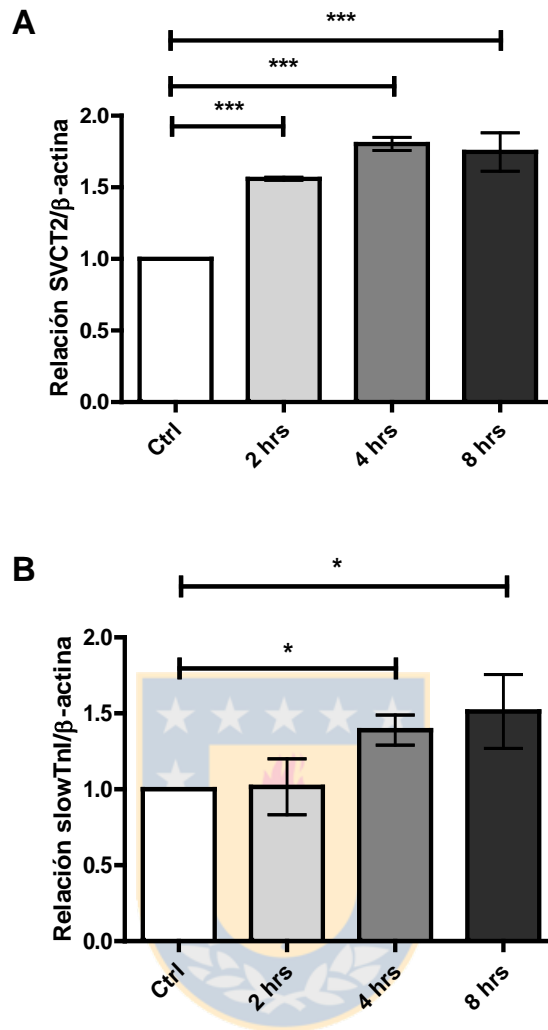 A
***
***
***
Relación SVCT2/β-actina
2.0
1.5
1.0
0.5
0.0
Ctrl
2 hrs
4 hrs
8 hrs
B
*
*
Relación slowTnI/β-actina
2.0
1.5
1.0
0.5
0.0
Ctrl
2 hrs
4 hrs
8 hrs